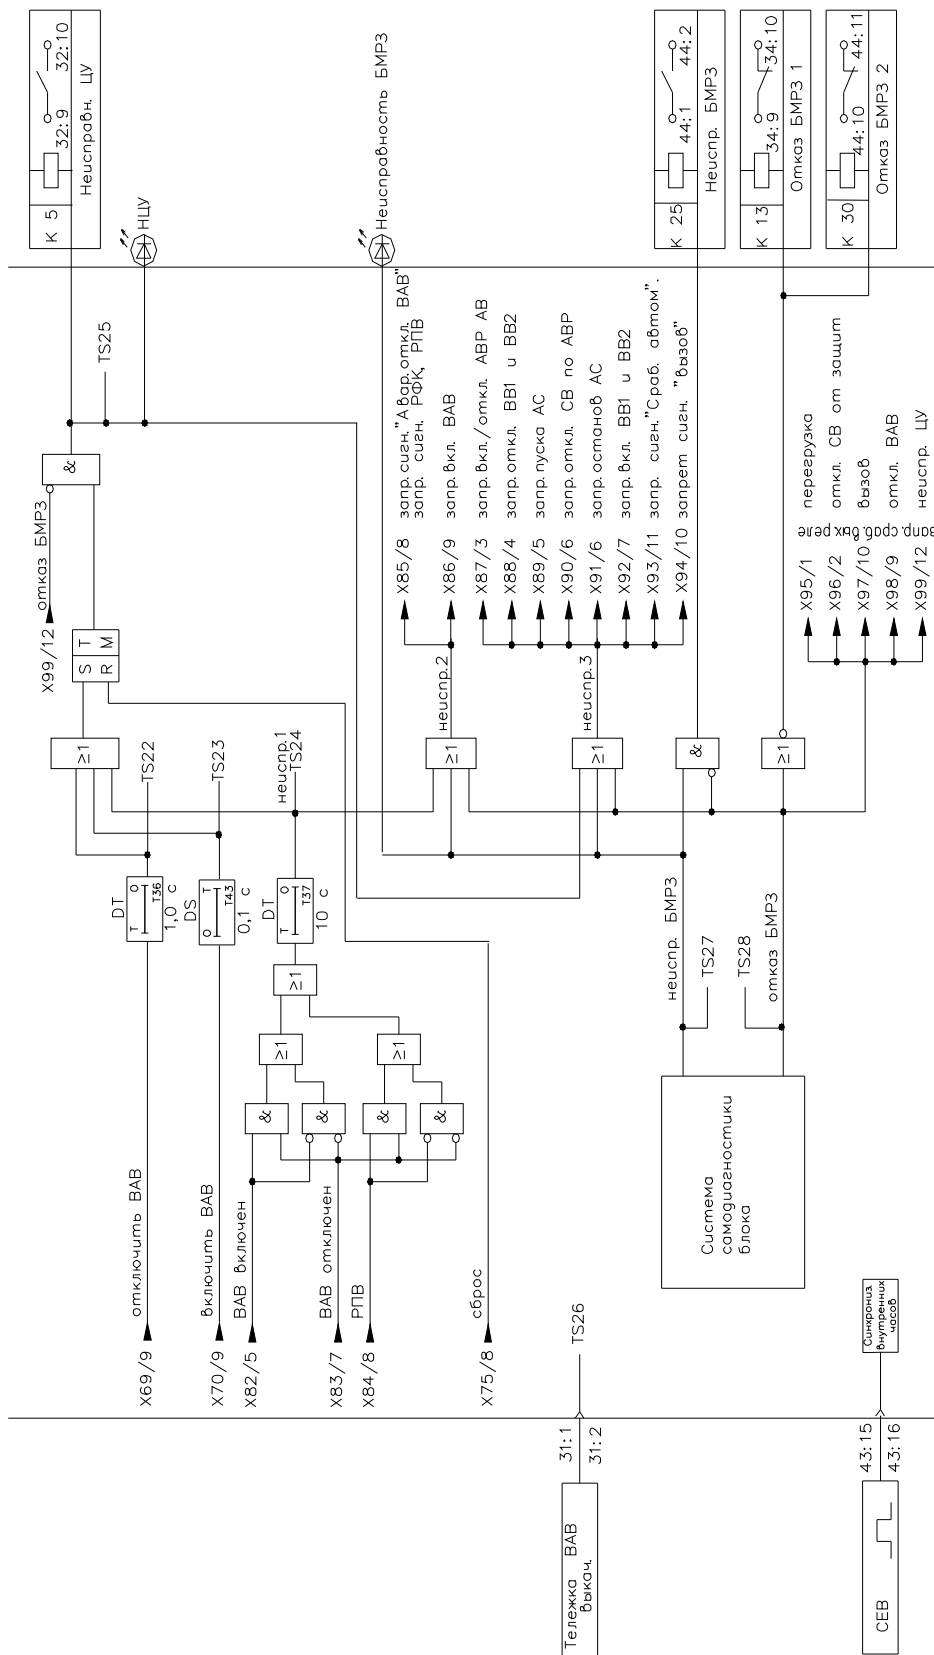 К 5
32:9 32:10
Неисправн. ЦУ
НЦУ
TS25
&
отказ БМРЗ
X99/12
S T
R M
≥1
TS22
TS23
неиспр.1
TS24
DT
T O
T36
1,0 с
DS
O T
T43
0,1 с
DT
T O
T37
10 с
≥1
≥1
≥1
&
&
&
&
отключить ВАВ
X69/9
включить ВАВ
X70/9
ВАВ включен
X82/5
ВАВ отключен
X83/7
РПВ
X84/8
сброс
X75/8
Неисправность БМРЗ
X85/8 запр.сигн."Авар.откл. ВАВ"
запр. сигн. РФК, РПВ
X86/9 запр.вкл. ВАВ
X87/3 запр.вкл./откл. АВР АВ
X88/4 запр.откл. ВВ1 и ВВ2
X89/5 запр.пуска АС
X90/6 запр.откл. СВ по АВР
X91/6 запр.останов АС
X92/7 запр.вкл. ВВ1 и ВВ2
X93/11 запр. сигн."Сраб. автом".
X94/10 запрет сигн. "вызов"
неиспр.2
≥1
неиспр.3
≥1
&
≥1
К 25
44:1 44:2
Неиспр. БМРЗ
К 13
34:9 34:10
Отказ БМРЗ 1
К 30
44:10 44:11
Отказ БМРЗ 2
запр.сраб.вых реле
X95/1 перегрузка
X96/2 откл. СВ от защит
X97/10 вызов
X98/9 откл. ВАВ
X99/12 неиспр. ЦУ
неиспр. БМРЗ
TS27
TS28
отказ БМРЗ
Система
самодиагностики
блока
TS26
31:1
31:2
Тележка ВАВ
выкач.
Синхрониз.
внутренних
часов
43:15
43:16
СЕВ